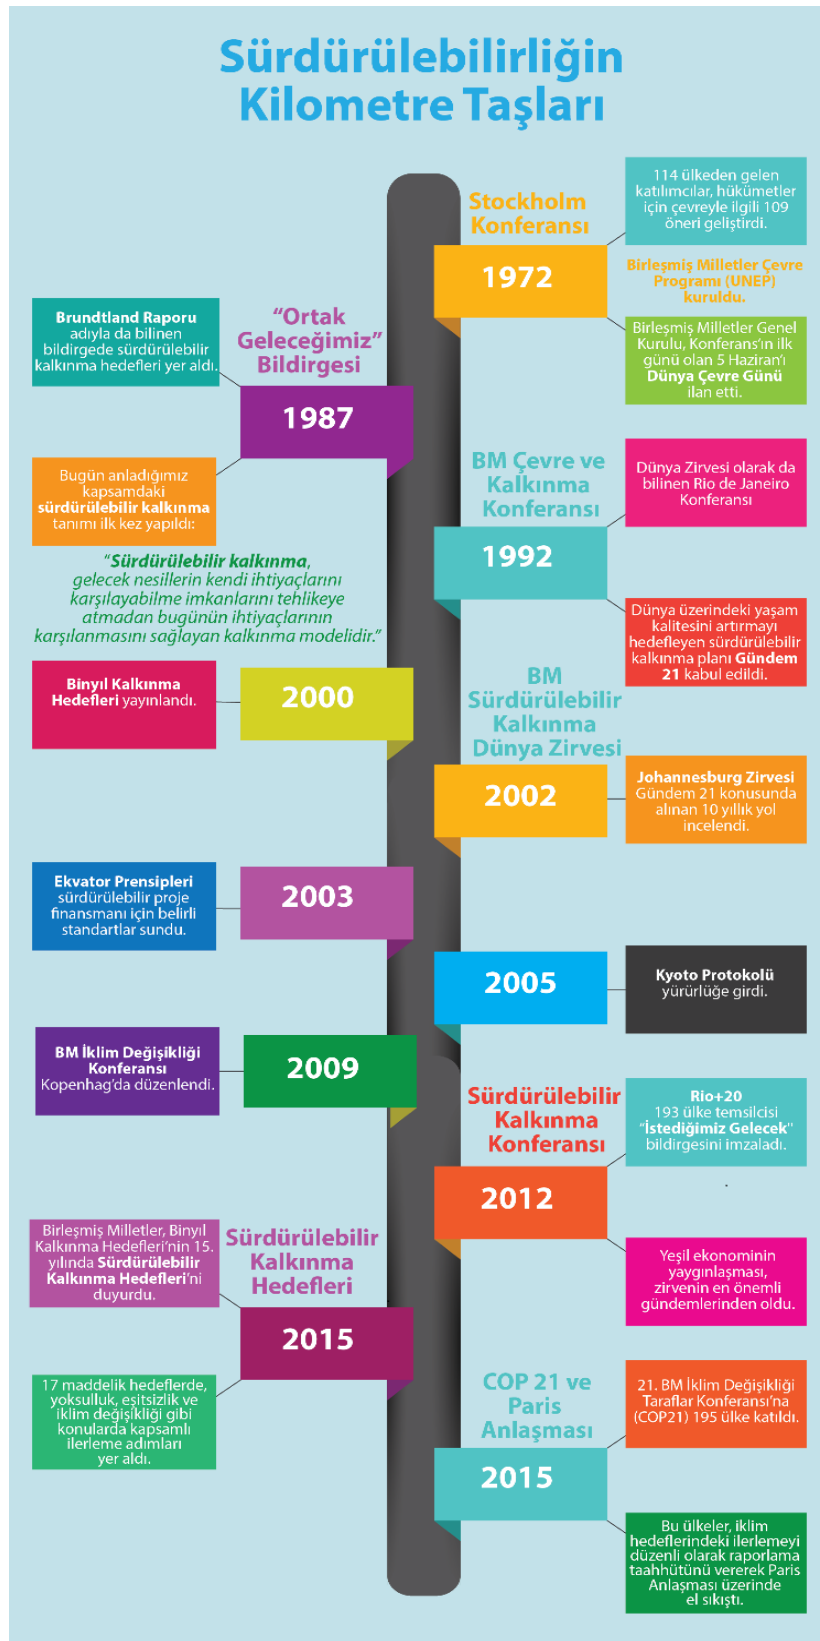 Sürdürülebilirliğin
Kilometre Taşları
Stockholm
Konferansı
1972
114 ülkeden gelen
katılımcılar, hükümetler
için çevreyle ilgili 109
öneri geliştirdi.
Birleşmiş Milletler Çevre
Programı (UNEP)
kuruldu.
Birleşmiş Milletler Genel
Kurulu, Konferans'ın ilk
günü olan 5 Haziran'ı
Dünya Çevre Günü
ilan etti.
"Ortak
Geleceğimiz"
Bildirgesi
1987
Brundtland Raporu
adıyla da bilinen
bildirgede sürdürülebilir
kalkınma hedefleri yer aldı.
Bugün anladığımız
kapsamdaki
sürdürülebilir kalkınma
tanımı ilk kez yapıldı:
"Sürdürülebilir kalkınma,
gelecek nesillerin kendi ihtiyaçlarını
karşılayabilme imkanlarını tehlikeye
atmadan bugünün ihtiyaçlarının
karşılanmasını sağlayan kalkınma modelidir."
BM Çevre ve
Kalkınma
Konferansı
1992
Dünya Zirvesi olarak da
bilinen Rio de Janeiro
Konferansı
Dünya üzerindeki yaşam
kalitesini artırmayı
hedefleyen sürdürülebilir
kalkınma planı Gündem
21 kabul edildi.
2000
Binyıl Kalkınma
Hedefleri yayınlandı.
BM
Sürdürülebilir
Kalkınma
Dünya Zirvesi
2002
Johannesburg Zirvesi
Gündem 21 konusunda
alınan 10 yıllık yol
incelendi.
2003
Ekvator Prensipleri
sürdürülebilir proje
finansmanı için belirli
standartlar sundu.
2005
Kyoto Protokolü
yürürlüğe girdi.
2009
BM İklim Değişikliği
Konferansı
Kopenhag'da düzenlendi.
Sürdürülebilir
Kalkınma
Konferansı
2012
Rio+20
193 ülke temsilcisi
"İstediğimiz Gelecek"
bildirgesini imzaladı.
Yeşil ekonominin
yaygınlaşması,
zirvenin en önemli
gündemlerinden oldu.
Sürdürülebilir
Kalkınma
Hedefleri
2015
Birleşmiş Milletler, Binyıl
Kalkınma Hedefleri'nin 15.
yılında Sürdürülebilir
Kalkınma Hedefleri'ni
duyurdu.
17 maddelik hedeflerde,
yoksulluk, eşitsizlik ve
iklim değişikliği gibi
konularda kapsamlı
ilerleme adımları
yer aldı.
COP 21 ve
Paris
Anlaşması
2015
21. BM İklim Değişikliği
Taraflar Konferansı'na
(COP21) 195 ülke katıldı.
Bu ülkeler, iklim
hedeflerindeki ilerlemeyi
düzenli olarak raporlama
taahhütünü vererek Paris
Anlaşması üzerinde
el sıkıştı.